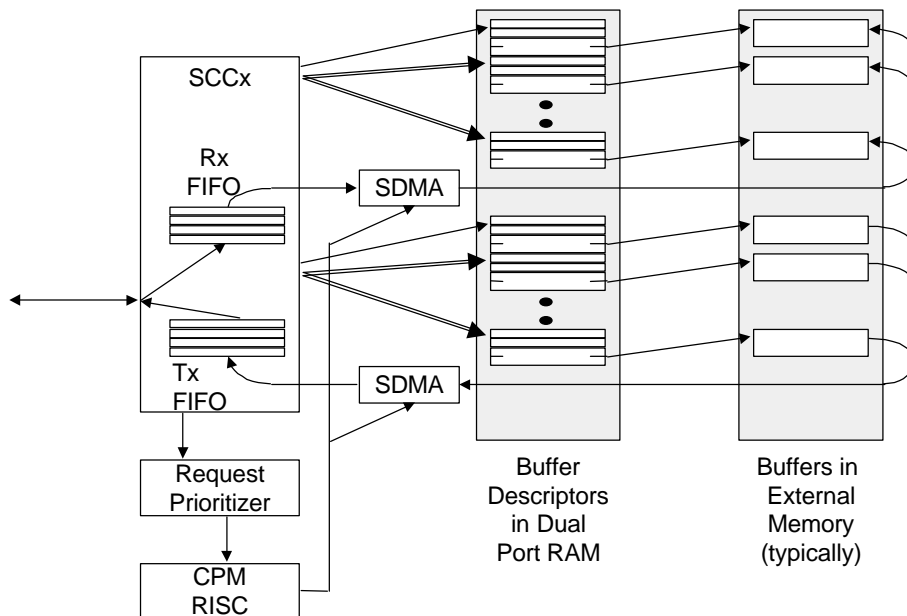 SCCx
Rx
FIFO
SDMA
Tx
FIFO
SDMA
Request
Prioritizer
CPM
RISC
Buffer
Descriptors
in Dual
Port RAM
Buffers in
External
Memory
(typically)